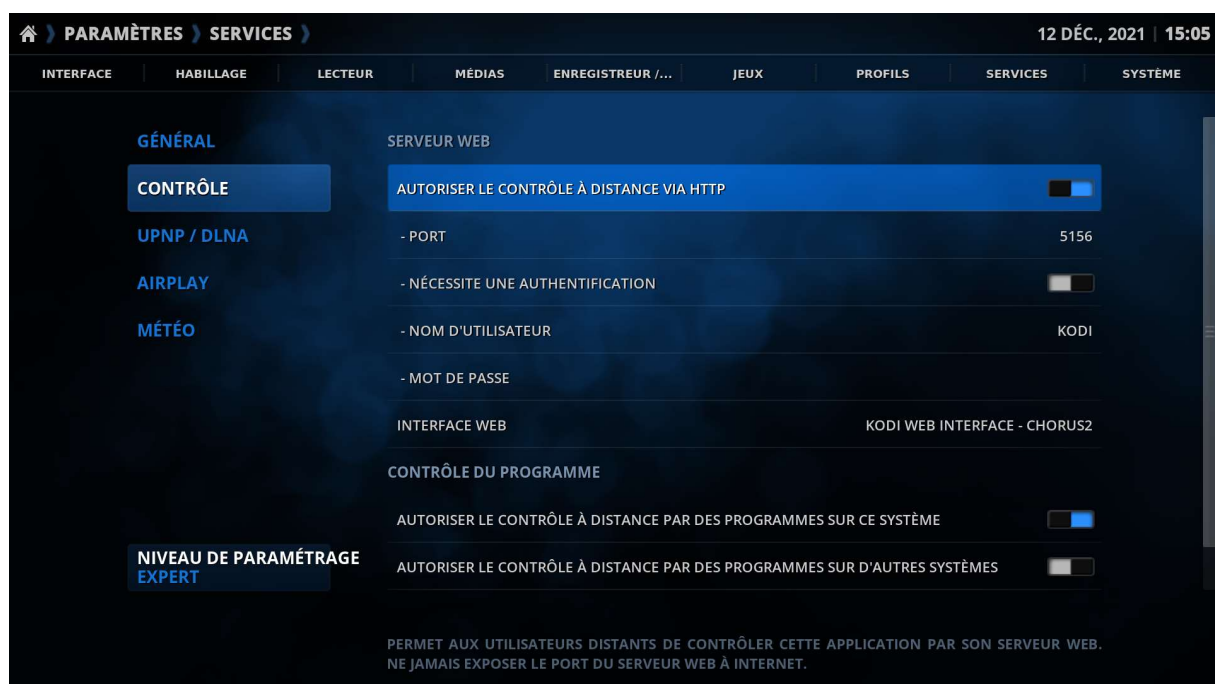 PARAMÈTRES SERVICES 12 DÉC., 2021 | 15:05
INTERFACE HABILLAGE LECTEUR MÉDIAS ENREGISTREUR /... JEUX PROFILS SERVICES SYSTÈME
GÉNÉRAL
CONTRÔLE
UPNP / DLNA
AIRPLAY
MÉTÉO
NIVEAU DE PARAMÉTRAGE
EXPERT
SERVEUR WEB
AUTORISER LE CONTRÔLE À DISTANCE VIA HTTP
- PORT 5156
- NÉCESSITE UNE AUTHENTIFICATION
- NOM D'UTILISATEUR KODI
- MOT DE PASSE
INTERFACE WEB KODI WEB INTERFACE - CHORUS2
CONTRÔLE DU PROGRAMME
AUTORISER LE CONTRÔLE À DISTANCE PAR DES PROGRAMMES SUR CE SYSTÈME
AUTORISER LE CONTRÔLE À DISTANCE PAR DES PROGRAMMES SUR D'AUTRES SYSTÈMES
PERMET AUX UTILISATEURS DISTANTS DE CONTRÔLER CETTE APPLICATION PAR SON SERVEUR WEB.
NE JAMAIS EXPOSER LE PORT DU SERVEUR WEB À INTERNET.